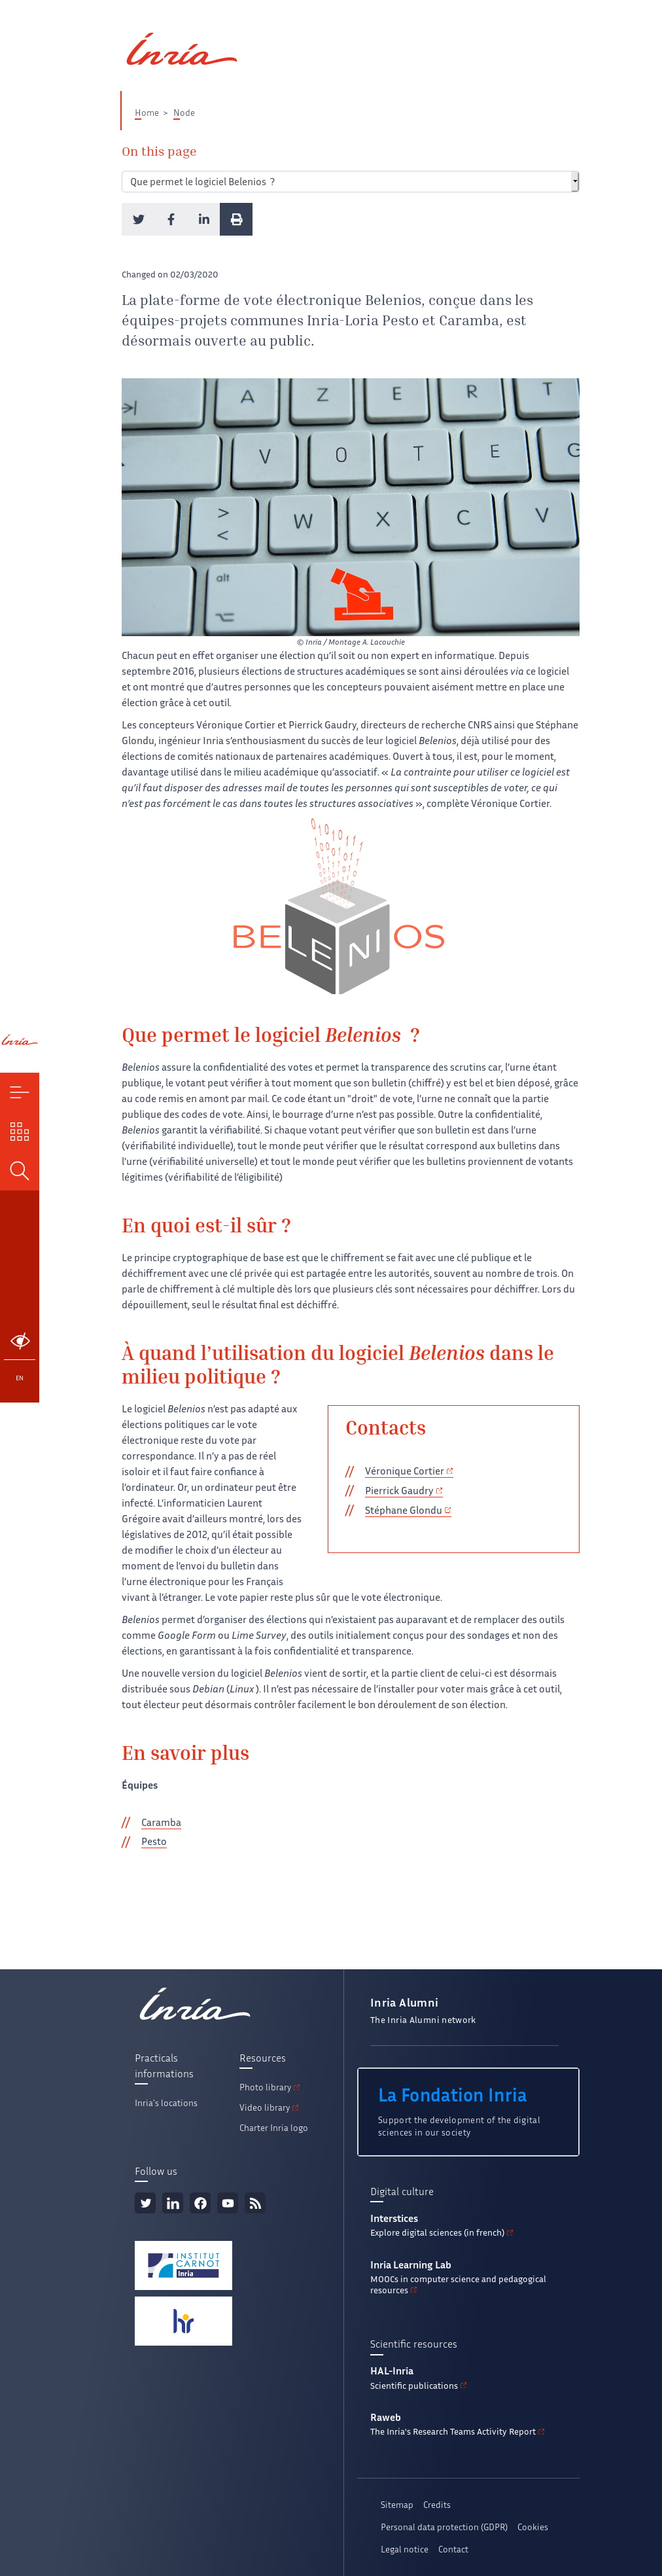 Inria
Home > Node
On this page
Que permet le logiciel Belenios ?
Changed on 02/03/2020
La plate-forme de vote électronique Belenios, conçue dans les
équipes-projets communes Inria-Loria Pesto et Caramba, est
désormais ouverte au public.
© Inria / Montage A. Lacouchie
Chacun peut en effet organiser une élection qu’il soit ou non expert en informatique. Depuis
septembre 2016, plusieurs élections de structures académiques se sont ainsi déroulées via ce logiciel
et ont montré que d’autres personnes que les concepteurs pouvaient aisément mettre en place une
élection grâce à cet outil.
Les concepteurs Véronique Cortier et Pierrick Gaudry, directeurs de recherche CNRS ainsi que Stéphane
Glondu, ingénieur Inria s’enthousiasment du succès de leur logiciel Belenios, déjà utilisé pour des
élections de comités nationaux de partenaires académiques. Ouvert à tous, il est, pour le moment,
davantage utilisé dans le milieu académique qu’associatif. « La contrainte pour utiliser ce logiciel est
qu’il faut disposer des adresses mail de toutes les personnes qui sont susceptibles de voter, ce qui
n’est pas forcément le cas dans toutes les structures associatives », complète Véronique Cortier.
BELENIOS
Que permet le logiciel Belenios ?
Belenios assure la confidentialité des votes et permet la transparence des scrutins car, l’urne étant
publique, le votant peut vérifier à tout moment que son bulletin (chiffré) y est bel et bien déposé, grâce
au code remis en amont par mail. Ce code étant un "droit" de vote, l’urne ne connaît que la partie
publique des codes de vote. Ainsi, le bourrage d’urne n’est pas possible. Outre la confidentialité,
Belenios garantit la vérifiabilité. Si chaque votant peut vérifier que son bulletin est dans l’urne
(vérifiabilité individuelle), tout le monde peut vérifier que le résultat correspond aux bulletins dans
l’urne (vérifiabilité universelle) et tout le monde peut vérifier que les bulletins proviennent de votants
légitimes (vérifiabilité de l’éligibilité)
En quoi est-il sûr ?
Le principe cryptographique de base est que le chiffrement se fait avec une clé publique et le
déchiffrement avec une clé privée qui est partagée entre les autorités, souvent au nombre de trois. On
parle de chiffrement à clé multiple dès lors que plusieurs clés sont nécessaires pour déchiffrer. Lors du
dépouillement, seul le résultat final est déchiffré.
EN
À quand l’utilisation du logiciel Belenios dans le
milieu politique ?
Le logiciel Belenios n’est pas adapté aux
élections politiques car le vote
électronique reste du vote par
correspondance. Il n’y a pas de réel
isoloir et il faut faire confiance à
l’ordinateur. Or, un ordinateur peut être
infecté. L’informaticien Laurent
Grégoire avait d’ailleurs montré, lors des
législatives de 2012, qu’il était possible
de modifier le choix d’un électeur au
moment de l’envoi du bulletin dans
l’urne électronique pour les Français
vivant à l’étranger. Le vote papier reste plus sûr que le vote électronique.
Contacts
Véronique Cortier
Pierrick Gaudry
Stéphane Glondu
Belenios permet d’organiser des élections qui n’existaient pas auparavant et de remplacer des outils
comme Google Form ou Lime Survey, des outils initialement conçus pour des sondages et non des
élections, en garantissant à la fois confidentialité et transparence.
Une nouvelle version du logiciel Belenios vient de sortir, et la partie client de celui-ci est désormais
distribuée sous Debian (Linux ). Il n’est pas nécessaire de l’installer pour voter mais grâce à cet outil,
tout électeur peut désormais contrôler facilement le bon déroulement de son élection.
En savoir plus
Équipes
Caramba
Pesto
Inria
Practicals
informations
Inria's locations
Resources
Photo library
Video library
Charter Inria logo
Follow us
INSTITUT
CARNOT
Inria
hr
Inria Alumni
The Inria Alumni network
La Fondation Inria
Support the development of the digital
sciences in our society
Digital culture
Interstices
Explore digital sciences (in french)
Inria Learning Lab
MOOCs in computer science and pedagogical
resources
Scientific resources
HAL-Inria
Scientific publications
Raweb
The Inria's Research Teams Activity Report
Sitemap Credits
Personal data protection (GDPR) Cookies
Legal notice Contact